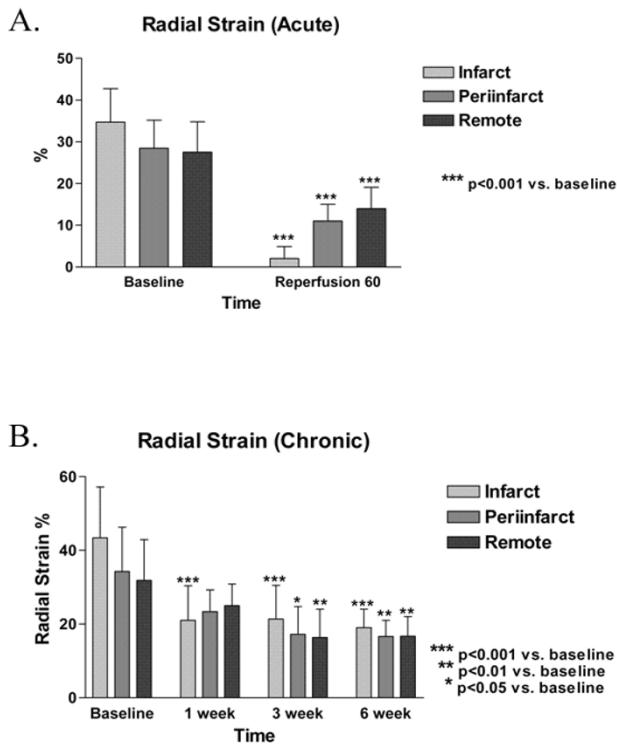 A.
Radial Strain (Acute)
60
50
40
30
20
10
0
%
Infarct
Periinfarct
Remote
*** p<0.001 vs. baseline
***
***
***
Baseline
Reperfusion 60
Time
B.
Radial Strain (Chronic)
60
40
20
0
Radial Strain %
Infarct
Periinfarct
Remote
***
***
*
**
***
**
**
*** p<0.001 vs. baseline
** p<0.01 vs. baseline
* p<0.05 vs. baseline
Baseline
1 week
3 week
6 week
Time